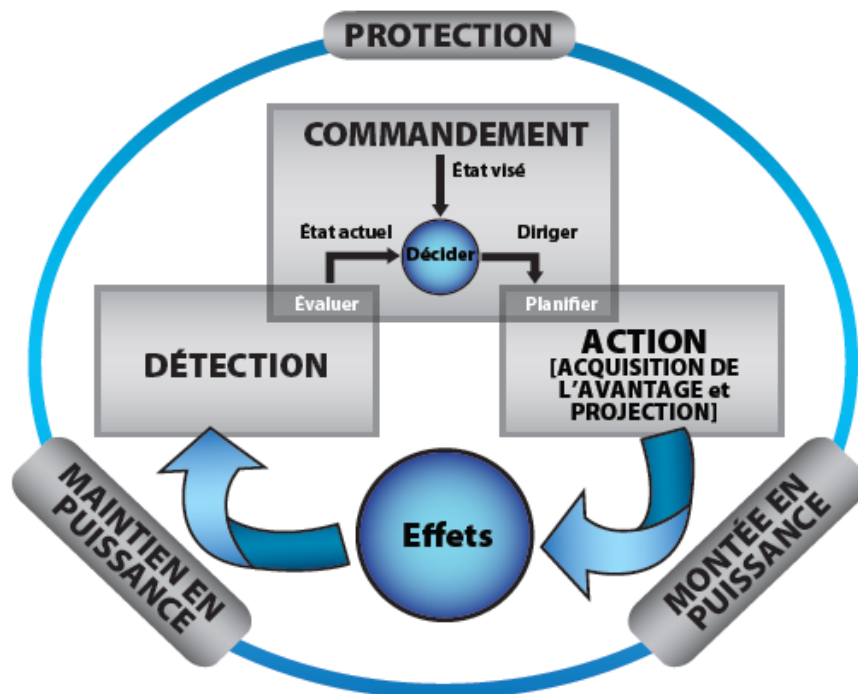 PROTECTION
COMMANDEMENT
État visé
État actuel
Diriger
Décider
Évaluer
Planifier
DÉTECTION
ACTION
[ACQUISITION DE
L'AVANTAGE et
PROJECTION]
Effets
MAINTIEN EN
PUISSANCE
MONTÉE EN
PUISSANCE